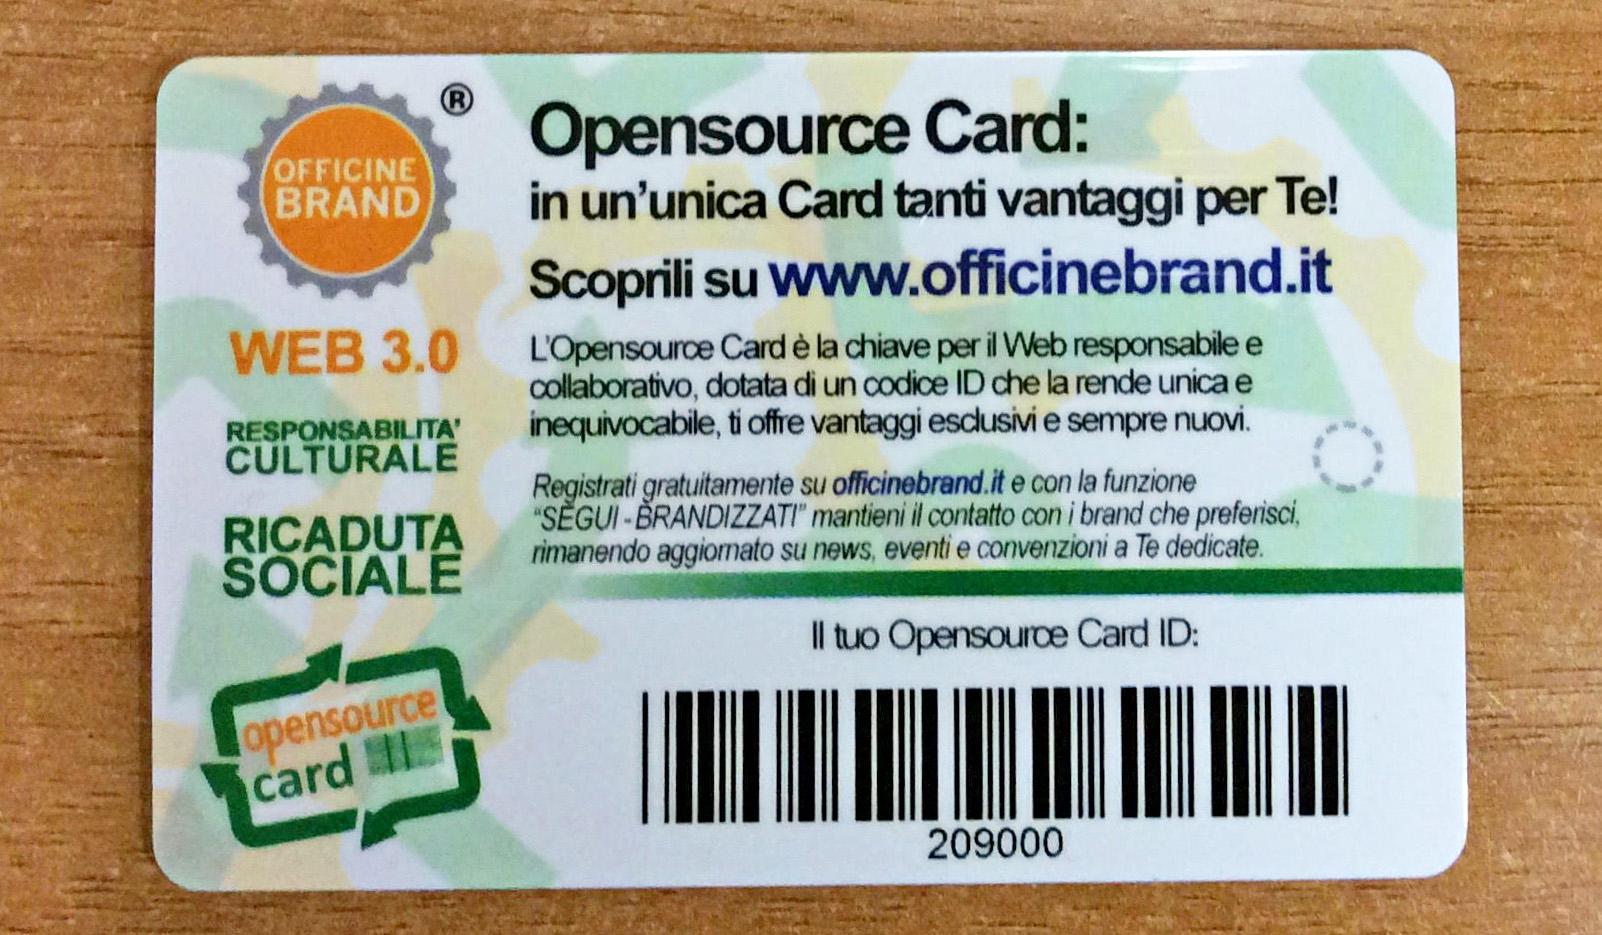 OFFICINE
BRAND
®
WEB 3.0
RESPONSABILITA'
CULTURALE
RICADUTA
SOCIALE
opensource
card
Opensource Card:
in un'unica Card tanti vantaggi per Te!
Scoprili su www.officinebrand.it
L'Opensource Card è la chiave per il Web responsabile e
collaborativo, dotata di un codice ID che la rende unica e
inequivocabile, ti offre vantaggi esclusivi e sempre nuovi.
Registrati gratuitamente su officinebrand.it e con la funzione
"SEGUI - BRANDIZZATI" mantieni il contatto con i brand che preferisci,
rimanendo aggiornato su news, eventi e convenzioni a Te dedicate.
Il tuo Opensource Card ID:
209000